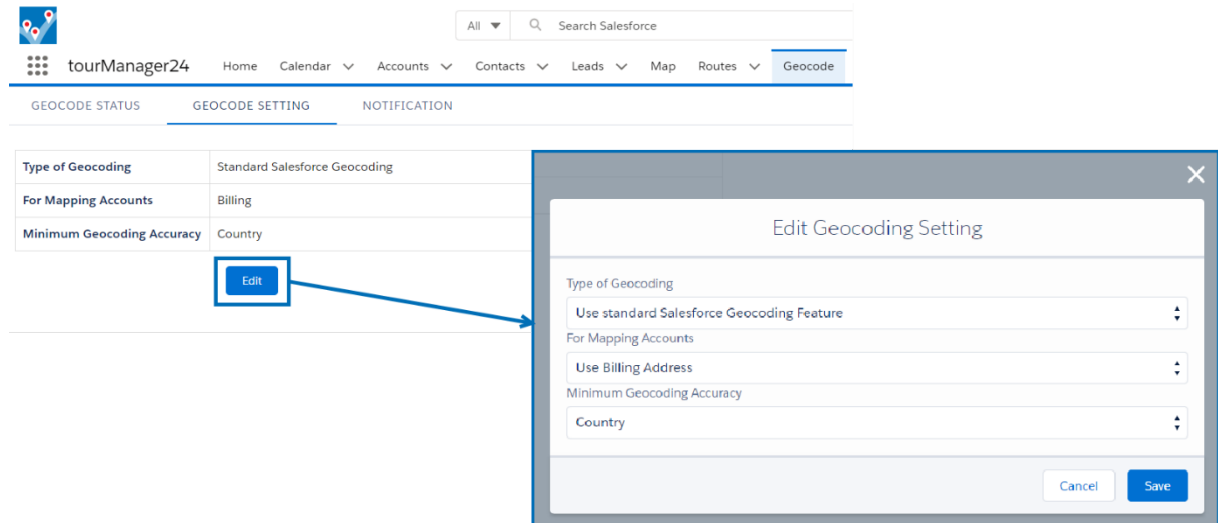 All Search Salesforce
tourManager24 Home Calendar Accounts Contacts Leads Map Routes Geocode
GEOCODE STATUS GEOCODE SETTING NOTIFICATION
Type of Geocoding Standard Salesforce Geocoding
For Mapping Accounts Billing
Minimum Geocoding Accuracy Country
Edit
Edit Geocoding Setting
Type of Geocoding
Use standard Salesforce Geocoding Feature
For Mapping Accounts
Use Billing Address
Minimum Geocoding Accuracy
Country
Cancel Save